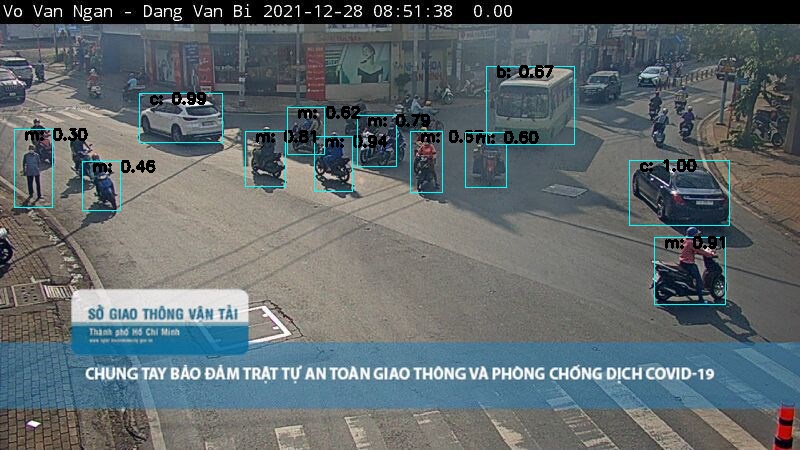 Vo Van Ngan - Dang Van Bi 2021-12-28 08:51:38 0.00
b: 0.67
c: 0.99
m: 0.62
m: 0.79
m: 0.30
m: 0.81
m: 0.94
m: 0.60
m: 0.46
c: 1.00
m: 0.91
SỞ GIAO THÔNG VẬN TẢI
Thành phố Hồ Chí Minh
CHUNG TAY BẢO ĐẢM TRẬT TỰ AN TOÀN GIAO THÔNG VÀ PHÒNG CHỐNG DỊCH COVID-19